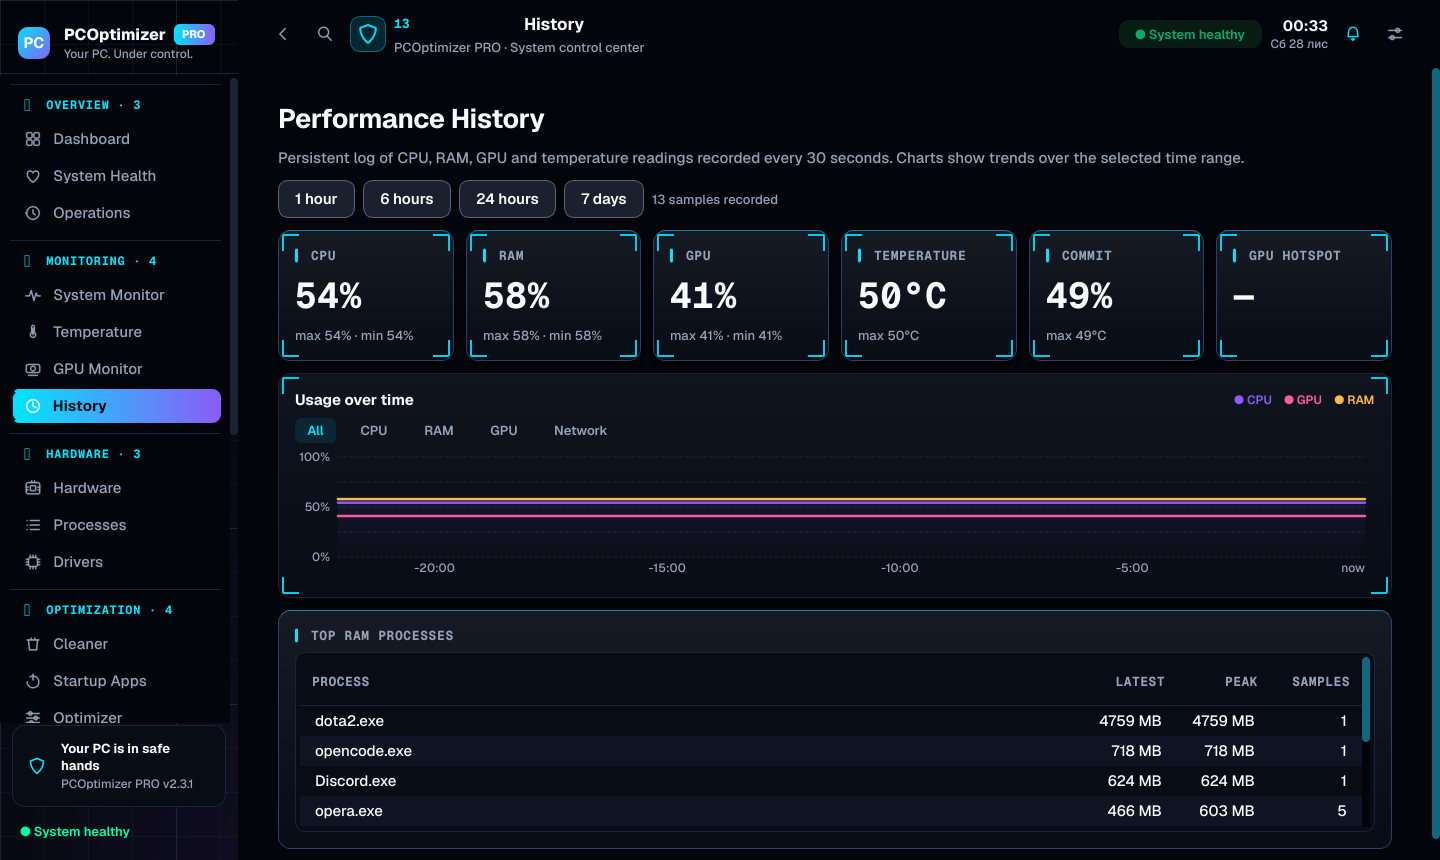 PC
PCOptimizer PRO
Your PC. Under control.
OVERVIEW · 3
Dashboard
System Health
Operations
MONITORING · 4
System Monitor
Temperature
GPU Monitor
History
HARDWARE · 3
Hardware
Processes
Drivers
OPTIMIZATION · 4
Cleaner
Startup Apps
Optimizer
Your PC is in safe
hands
PCOptimizer PRO v2.3.1
System healthy
13
History
PCOptimizer PRO · System control center
System healthy
00:33
Сб 28 лис
Performance History
Persistent log of CPU, RAM, GPU and temperature readings recorded every 30 seconds. Charts show trends over the selected time range.
1 hour 6 hours 24 hours 7 days 13 samples recorded
CPU
54%
max 54% · min 54%
RAM
58%
max 58% · min 58%
GPU
41%
max 41% · min 41%
TEMPERATURE
50°C
max 50°C
COMMIT
49%
max 49°C
GPU HOTSPOT
—
Usage over time
CPU GPU RAM
All CPU RAM GPU Network
100%
50%
0%
-20:00 -15:00 -10:00 -5:00 now
TOP RAM PROCESSES
PROCESS LATEST PEAK SAMPLES
dota2.exe 4759 MB 4759 MB 1
opencode.exe 718 MB 718 MB 1
Discord.exe 624 MB 624 MB 1
opera.exe 466 MB 603 MB 5